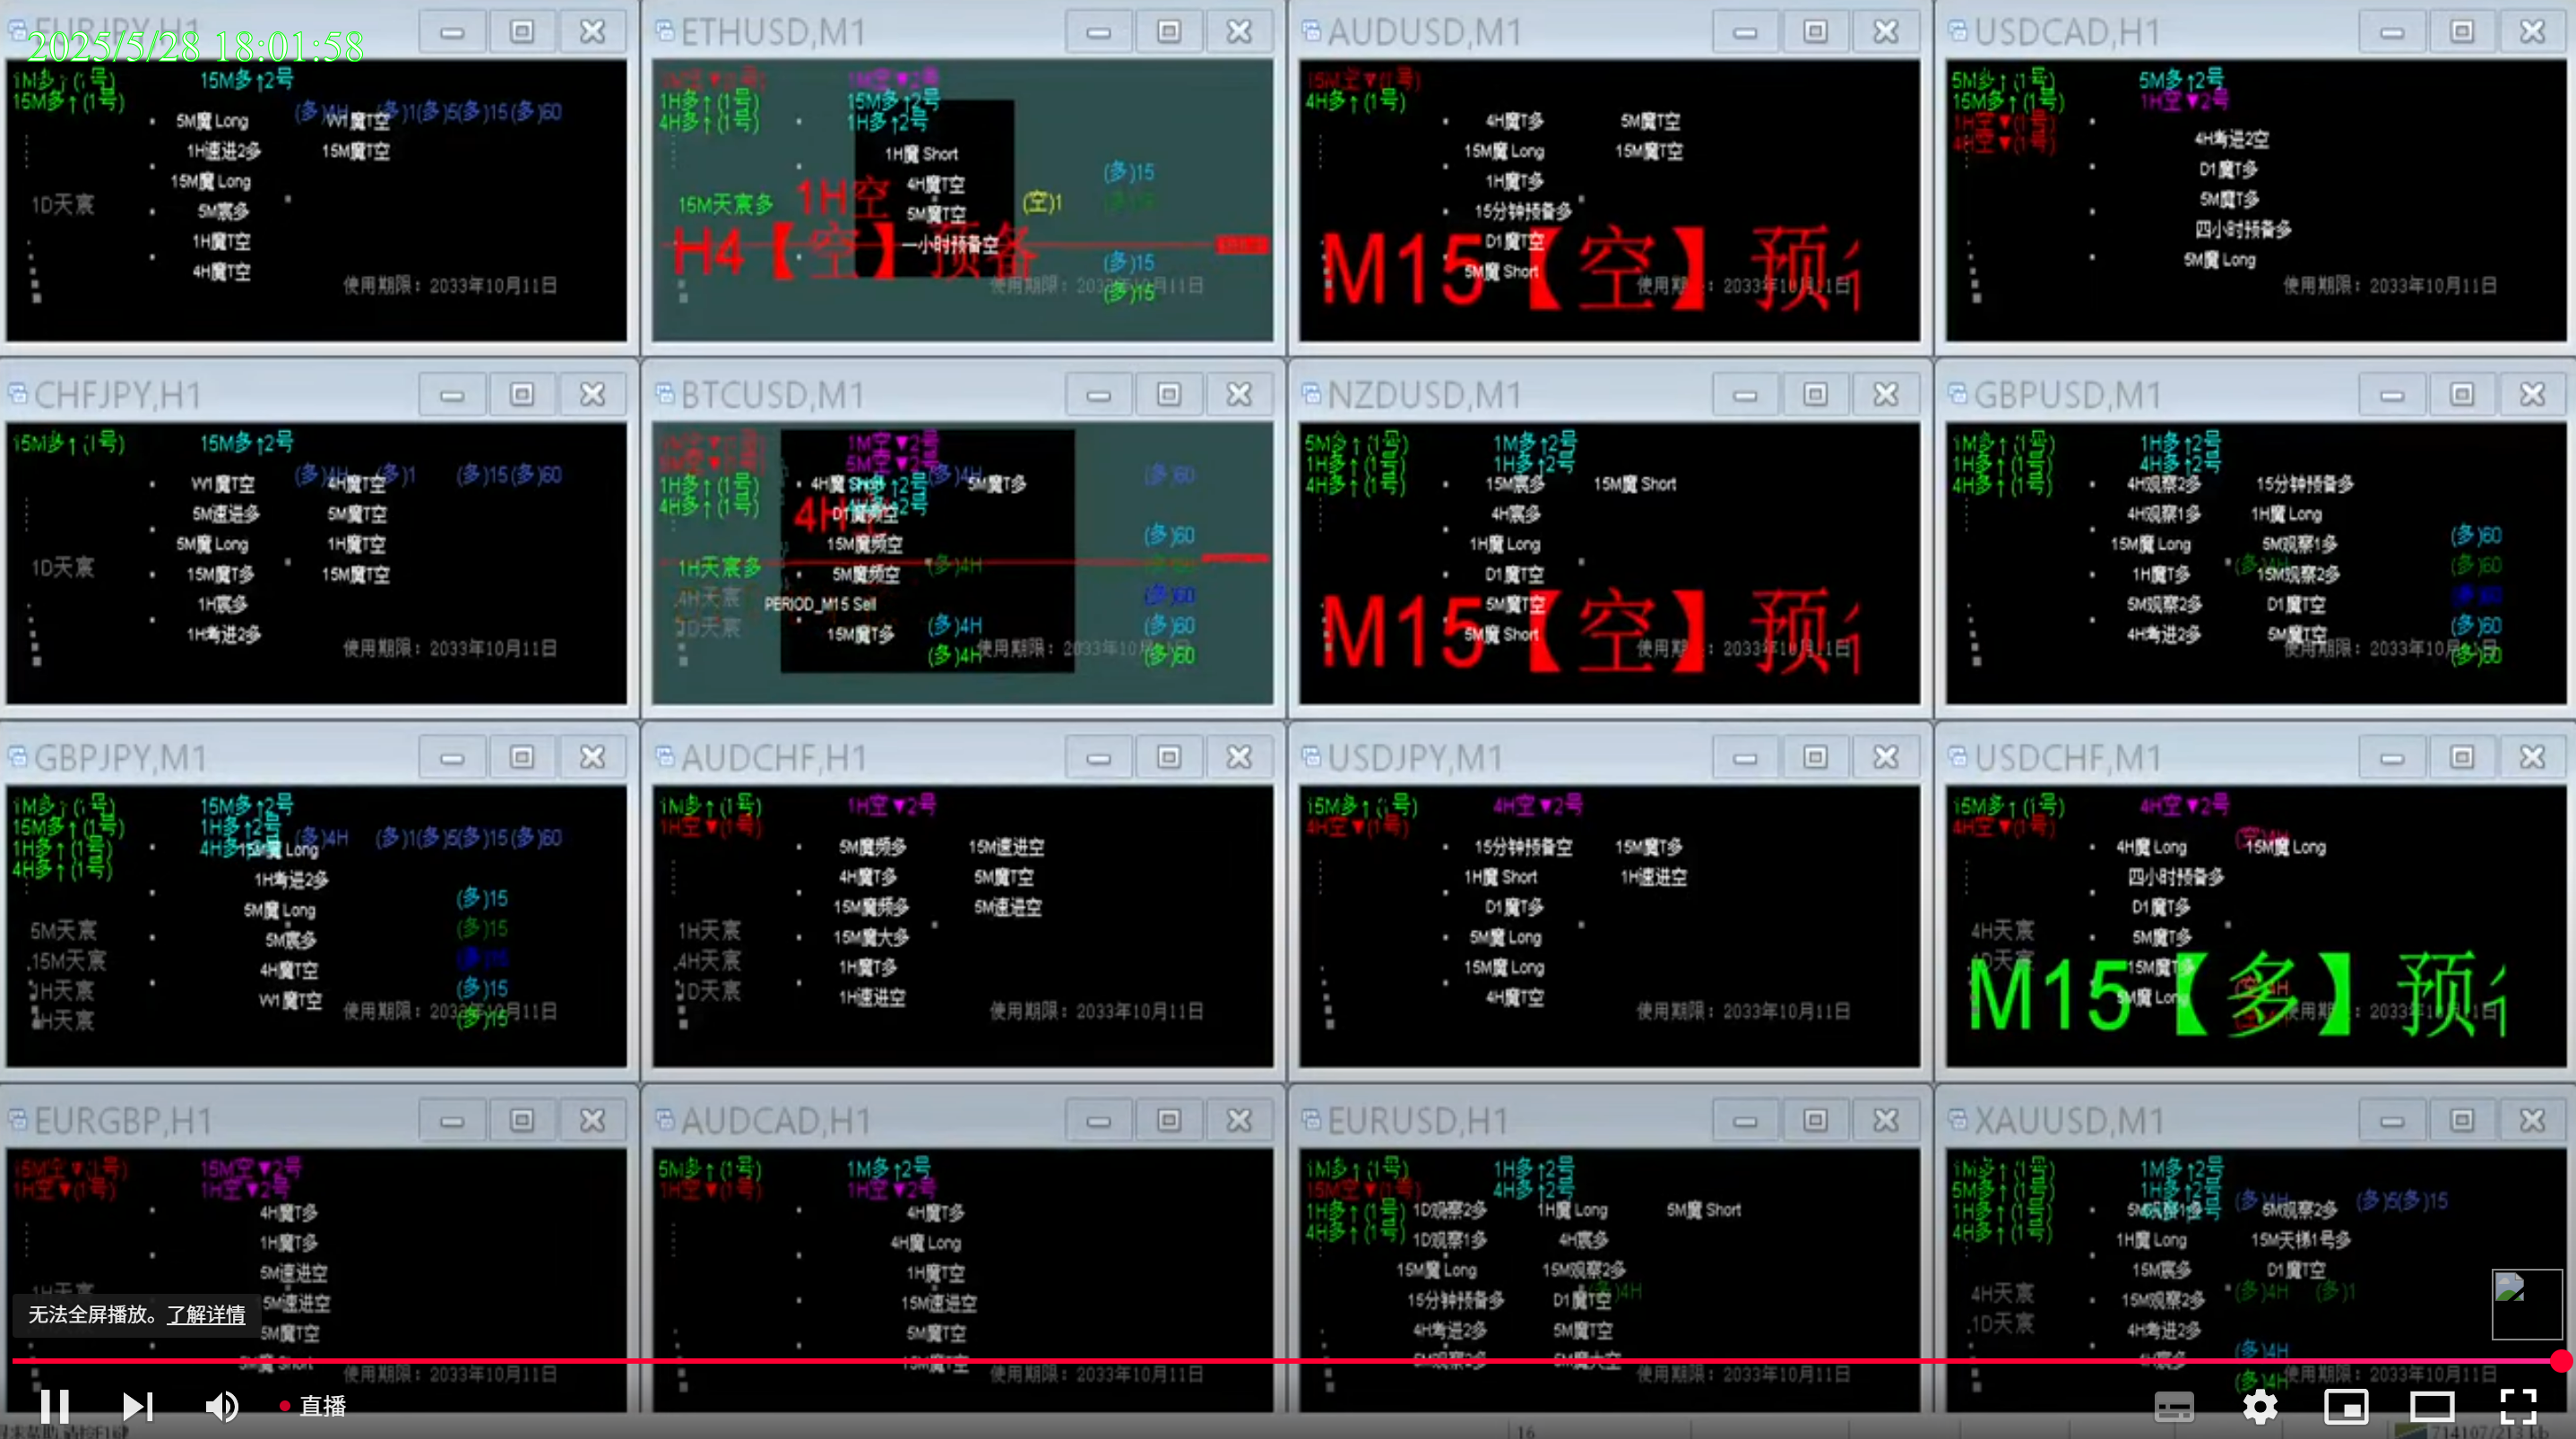 2025/5/28 18:01:58
EURJPY,H1
1M多↑(1号)
15M多↑(1号)
15M多↑2号
(多)4H (多)1(多)5(多)15(多)60
5M魔 Long
W1魔T空
1H速进2多
15M魔T空
15M魔 Long
1D天宸
5M宸多
1H魔T空
4H魔T空
使用期限：2033年10月11日
ETHUSD,M1
1H多↑(1号)
4H多↑(1号)
1M空▼2号
15M多↑2号
1H多↑2号
1H魔 Short
4H魔T空
5M魔T空
一小时预备空
15M天宸多
1H空
H4【空】预备
(空)1
(多)15
(多)15
(多)15
使用期限：2033年10月11日
AUDUSD,M1
15M空▼(1号)
4H多↑(1号)
4H魔T多
5M魔T空
15M魔 Long
15M魔T空
1H魔T多
15分钟预备多
D1魔T空
5M魔 Short
M15【空】预
使用期限：2033年10月11日
USDCAD,H1
5M多↑(1号)
15M多↑(1号)
1H空▼(1号)
4H空▼(1号)
5M多↑2号
1H空▼2号
4H考进2空
D1魔T多
5M魔T多
四小时预备多
5M魔 Long
使用期限：2033年10月11日
CHFJPY,H1
15M多↑(1号)
15M多↑2号
(多)4H (多)1 (多)15(多)60
W1魔T空
4H魔T空
5M速进多
5M魔T空
5M魔 Long
1H魔T空
15M魔T多
15M魔T空
1D天宸
1H宸多
1H考进2多
使用期限：2033年10月11日
BTCUSD,M1
1H多↑(1号)
4H多↑(1号)
1M空▼2号
5M空▼2号
(多)4H
(多)60
4H魔 Short
5M魔T多
D1魔频空
15M魔频空
5M魔频空
PERIOD_M15 Sell
15M魔T多
1H天宸多
4H天宸
1D天宸
(多)4H
(多)4H
(多)4H
(多)60
(多)60
(多)60
(多)60
使用期限：2033年10月11日
NZDUSD,M1
5M多↑(1号)
1H多↑(1号)
4H多↑(1号)
1M多↑2号
1H多↑2号
15M宸多
15M魔 Short
4H宸多
1H魔 Long
D1魔T空
5M魔T空
5M魔 Short
M15【空】预
使用期限：2033年10月11日
GBPUSD,M1
1M多↑(1号)
1H多↑(1号)
4H多↑(1号)
1H多↑2号
4H多↑2号
4H观察2多
15分钟预备多
4H观察1多
1H魔 Long
15M魔 Long
5M观察1多
1H魔T多
15M观察2多
5M观察2多
D1魔T空
4H考进2多
5M魔T空
(多)60
(多)60
(多)60
(多)60
(多)60
使用期限：2033年10月11日
GBPJPY,M1
1M多↑(1号)
15M多↑(1号)
1H多↑(1号)
4H多↑(1号)
15M多↑2号
1H多↑2号
(多)4H (多)1(多)5(多)15(多)60
15M魔 Long
1H考进2多
5M魔 Long
5M宸多
4H魔T空
W1魔T空
5M天宸
15M天宸
1H天宸
4H天宸
(多)15
(多)15
(多)15
(多)15
(多)15
使用期限：2033年10月11日
AUDCHF,H1
1M多↑(1号)
1H空▼(1号)
1H空▼2号
5M魔频多
15M速进空
4H魔T多
5M魔T空
15M魔频多
5M速进空
15M魔大多
1H魔T多
1H速进空
1H天宸
4H天宸
1D天宸
使用期限：2033年10月11日
USDJPY,M1
15M多↑(1号)
4H空▼(1号)
4H空▼2号
15分钟预备空
15M魔T多
1H魔 Short
1H速进空
D1魔T多
5M魔 Long
15M魔 Long
4H魔T空
使用期限：2033年10月11日
USDCHF,M1
15M多↑(1号)
4H空▼(1号)
4H空▼2号
4H魔 Long
15M魔 Long
四小时预备多
D1魔T多
5M魔T多
15M魔T多
5M魔 Long
4H天宸
1D天宸
M15【多】预
使用期限：2033年10月11日
EURGBP,H1
15M空▼(1号)
1H空▼(1号)
15M空▼2号
1H空▼2号
4H魔T多
1H魔T多
5M速进空
15M速进空
5M魔T空
5M魔 Short
1H天宸
使用期限：2033年10月11日
AUDCAD,H1
5M多↑(1号)
1H空▼(1号)
1M多↑2号
1H空▼2号
4H魔T多
4H魔 Long
1H魔T空
15M速进空
5M魔T空
15M魔T空
使用期限：2033年10月11日
EURUSD,H1
1M多↑(1号)
15M空▼(1号)
1H多↑(1号)
4H多↑(1号)
1H多↑2号
4H多↑2号
1D观察2多
1H魔 Long
5M魔 Short
1D观察1多
4H宸多
15M魔 Long
15M观察2多
15分钟预备多
D1魔T空
4H考进2多
5M魔T空
5M观察2多
5M魔大空
使用期限：2033年10月11日
XAUUSD,M1
1M多↑(1号)
5M多↑(1号)
1H多↑(1号)
4H多↑(1号)
1M多↑2号
1H多↑2号
(多)4H (多)5(多)15
5M观察1多
5M观察2多
1H魔 Long
15M天梯1号多
15M宸多
D1魔T空
15M观察2多
4H考进2多
4H宸多
4H天宸
1D天宸
(多)4H (多)1
(多)4H
(多)4H
使用期限：2033年10月11日
无法全屏播放。了解详情
直播
16
714107/213 kb